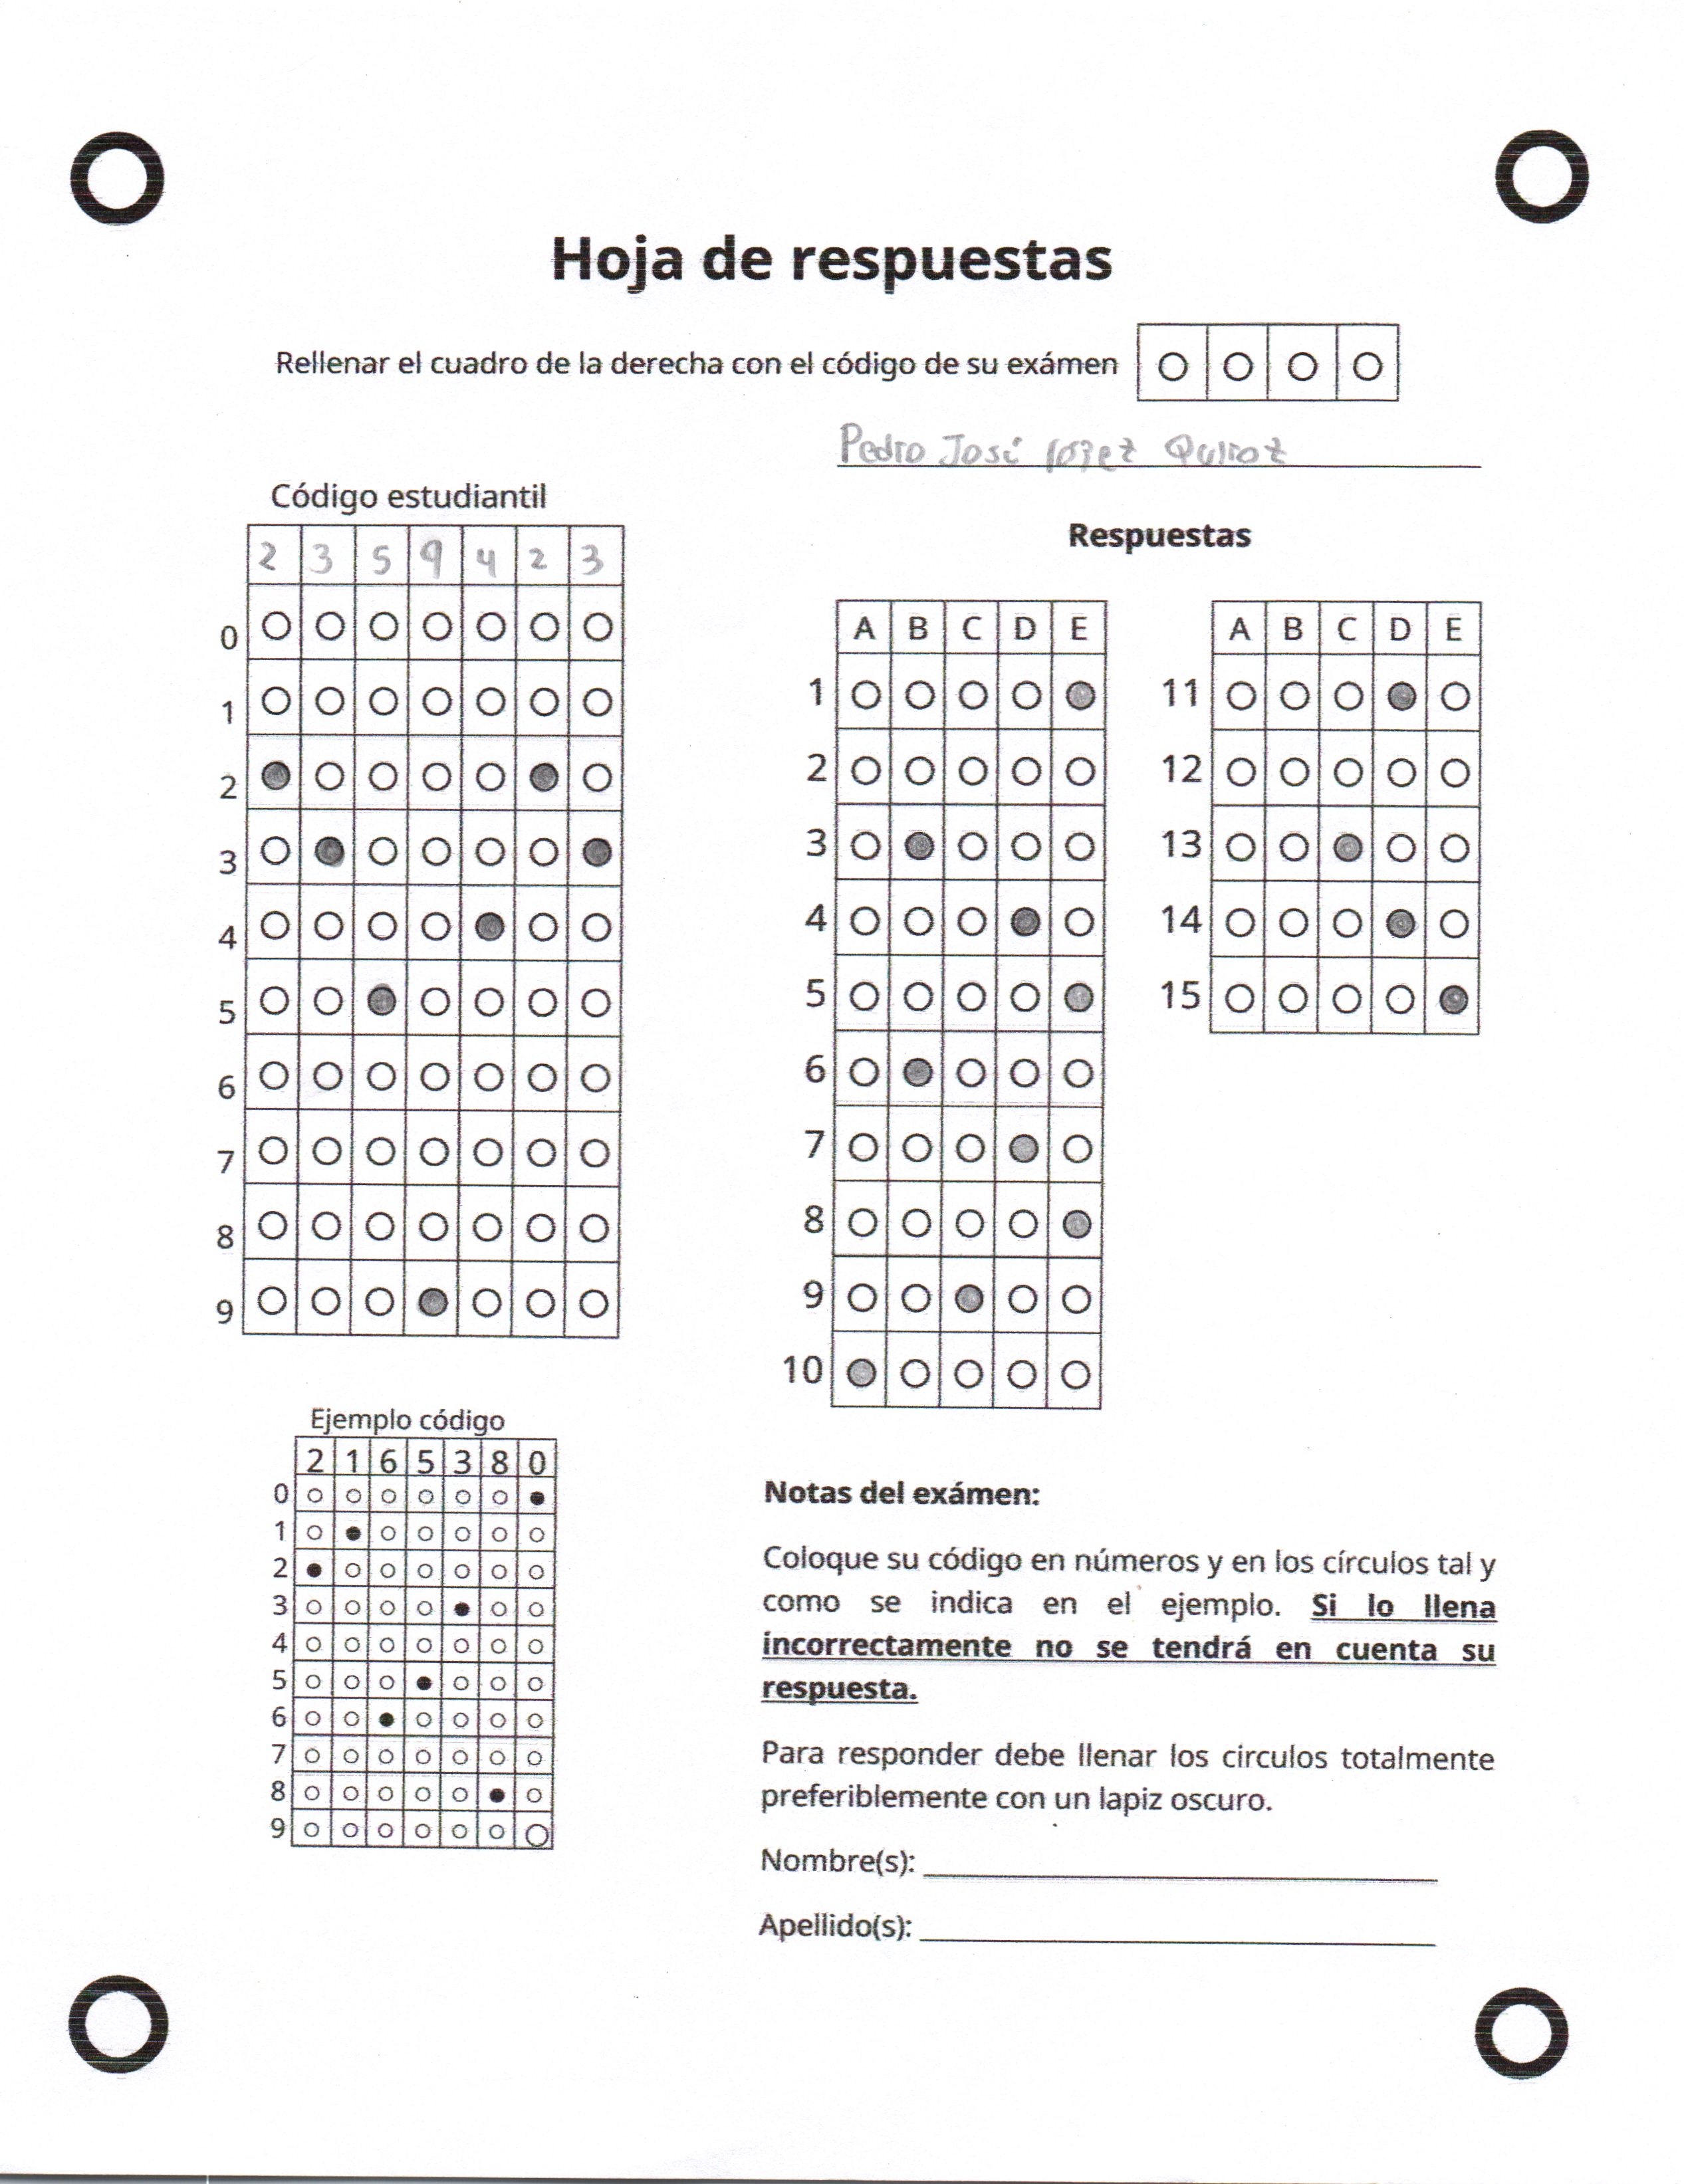 Hoja de respuestas
Rellenar el cuadro de la derecha con el código de su exámen
Pedro José Quiroz
Código estudiantil
2 3 5 9 4 2 3
0
1
2
3
4
5
6
7
8
9
Respuestas
A B C D E
1
2
3
4
5
6
7
8
9
10
A B C D E
11
12
13
14
15
Ejemplo código
2 1 6 5 3 8 0
0
1
2
3
4
5
6
7
8
9
Notas del exámen:
Coloque su código en números y en los círculos tal y
como se indica en el ejemplo. Si lo llena
incorrectamente no se tendrá en cuenta su
respuesta.
Para responder debe llenar los circulos totalmente
preferiblemente con un lapiz oscuro.
Nombre(s):
Apellido(s):